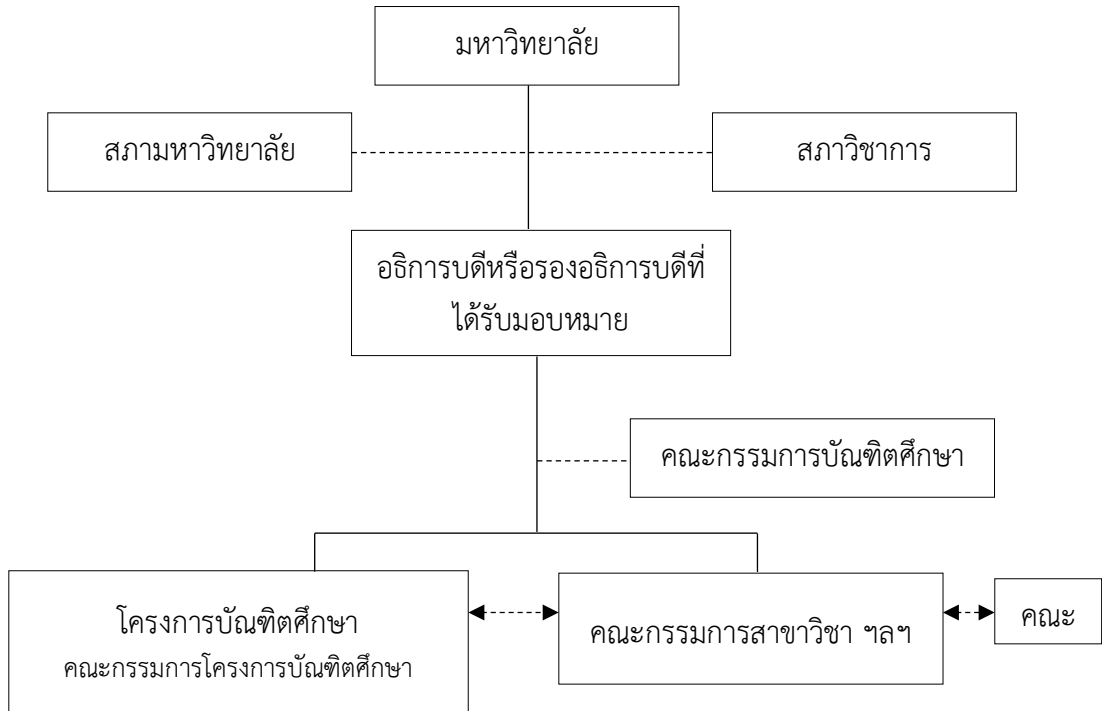 มหาวิทยาลัย
สภามหาวิทยาลัย
สภาวิชาการ
อธิการบดีหรือรองอธิการบดีที่
ได้รับมอบหมาย
คณะกรรมการบัณฑิตศึกษา
โครงการบัณฑิตศึกษา
คณะกรรมการโครงการบัณฑิตศึกษา
คณะกรรมการสาขาวิชา ฯลฯ
คณะ